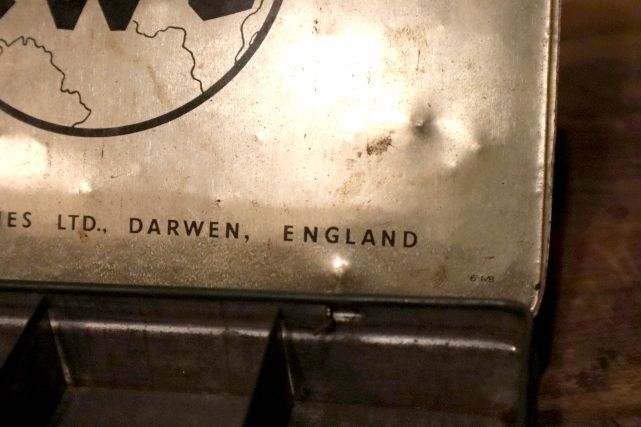 IES LTD., DARWEN, ENGLAND